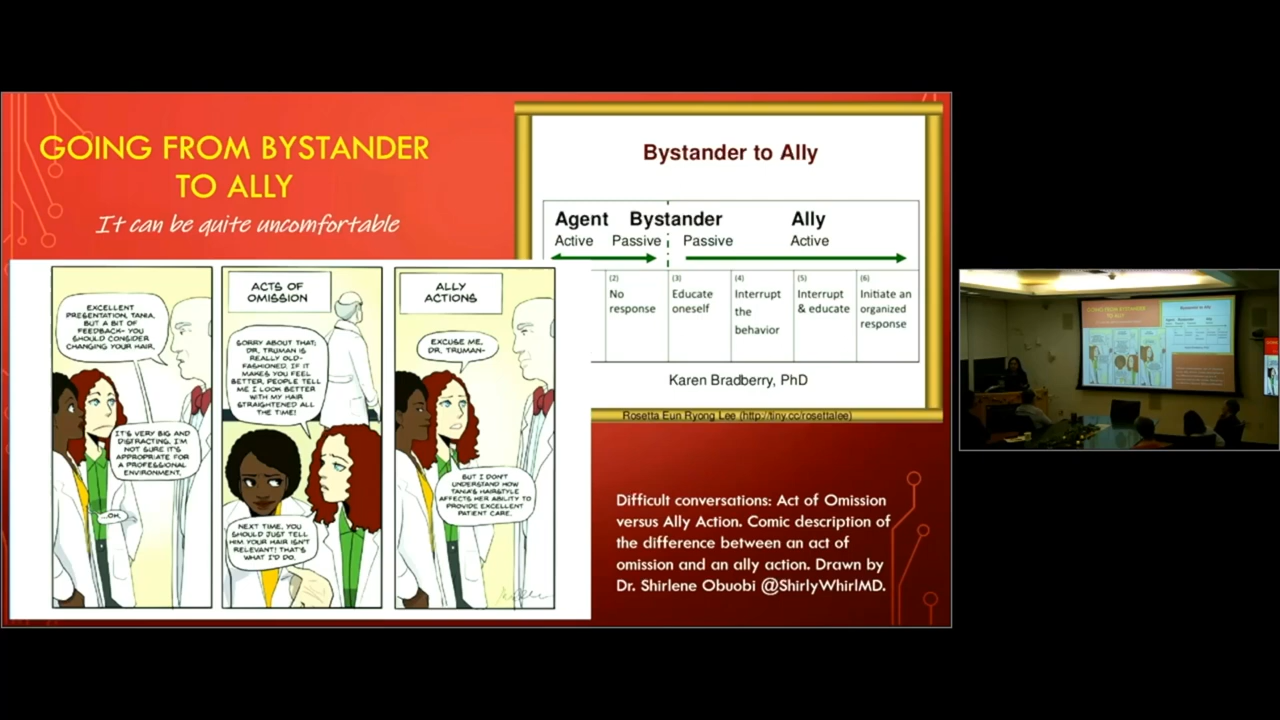 GOING FROM BYSTANDER
TO ALLY
It can be quite uncomfortable
EXCELLENT
PRESENTATION, TANIA,
BUT A BIT OF
FEEDBACK- YOU
SHOULD CONSIDER
CHANGING YOUR HAIR.
IT'S VERY BIG AND
DISTRACTING. I'M
NOT SURE IT'S
APPROPRIATE FOR
A PROFESSIONAL
ENVIRONMENT.
...OH.
ACTS OF
OMISSION
SORRY ABOUT THAT;
DR. TRUMAN IS
REALLY OLD-
FASHIONED. IF IT
MAKES YOU FEEL
BETTER, PEOPLE TELL
ME I LOOK BETTER
WITH MY HAIR
STRAIGHTENED ALL
THE TIME!
NEXT TIME, YOU
SHOULD JUST TELL
HIM YOUR HAIR ISN'T
RELEVANT! THAT'S
WHAT I'D DO.
ALLY
ACTIONS
EXCUSE ME,
DR. TRUMAN-
BUT I DON'T
UNDERSTAND HOW
TANIA'S HAIRSTYLE
AFFECTS HER ABILITY TO
PROVIDE EXCELLENT
PATIENT CARE.
Bystander to Ally
Agent Bystander Ally
Active Passive Passive Active
(2) (3) (4) (5) (6)
No Educate Interrupt Interrupt Initiate an
response oneself the & educate organized
behavior response
Karen Bradberry, PhD
Rosetta Eun Ryong Lee (http://tiny.cc/rosettalee)
Difficult conversations: Act of Omission
versus Ally Action. Comic description of
the difference between an act of
omission and an ally action. Drawn by
Dr. Shirlene Obuobi @ShirlyWhirlMD.